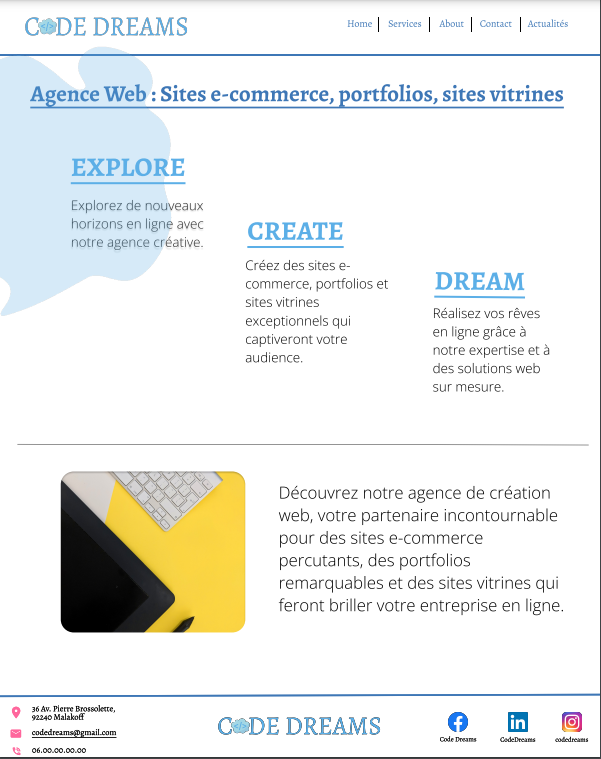 CODE DREAMS
Home
Services
About
Contact
Actualités
Agence Web : Sites e-commerce, portfolios, sites vitrines
EXPLORE
Explorez de nouveaux
horizons en ligne avec
notre agence créative.
CREATE
Créez des sites e-
commerce, portfolios et
sites vitrines
exceptionnels qui
captiveront votre
audience.
DREAM
Réalisez vos rêves
en ligne grâce à
notre expertise et à
des solutions web
sur mesure.
Découvrez notre agence de création
web, votre partenaire incontournable
pour des sites e-commerce
percutants, des portfolios
remarquables et des sites vitrines qui
feront briller votre entreprise en ligne.
36 Av. Pierre Brossolette,
92240 Malakoff
codedreams@gmail.com
06.00.00.00.00
CODE DREAMS
Code Dreams
CodeDreams
codedreams